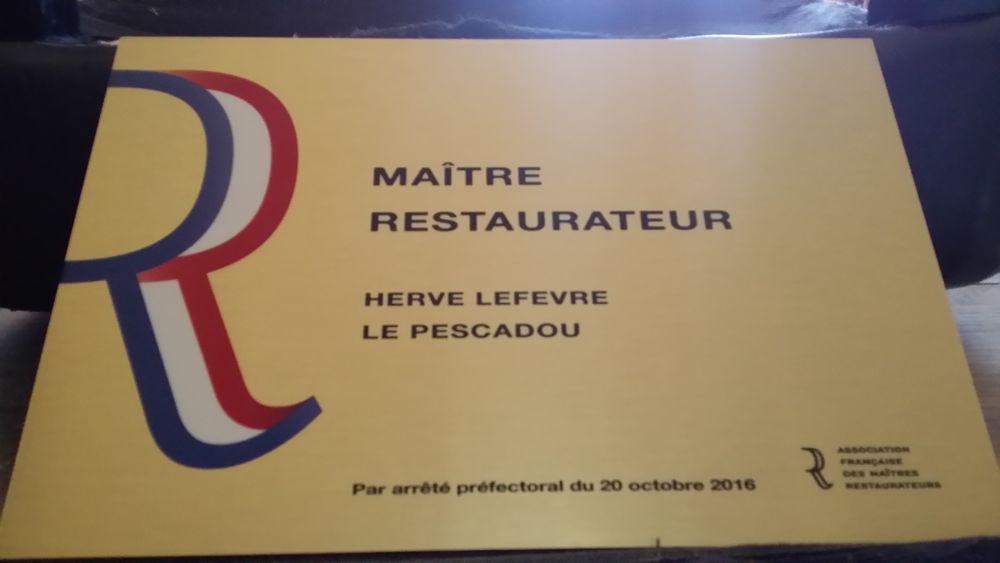 MAÎTRE
RESTAURATEUR
HERVE LEFEVRE
LE PESCADOU
Par arrêté préfectoral du 20 octobre 2016
ASSOCIATION
FRANÇAISE
DES MAÎTRES
RESTAURATEURS